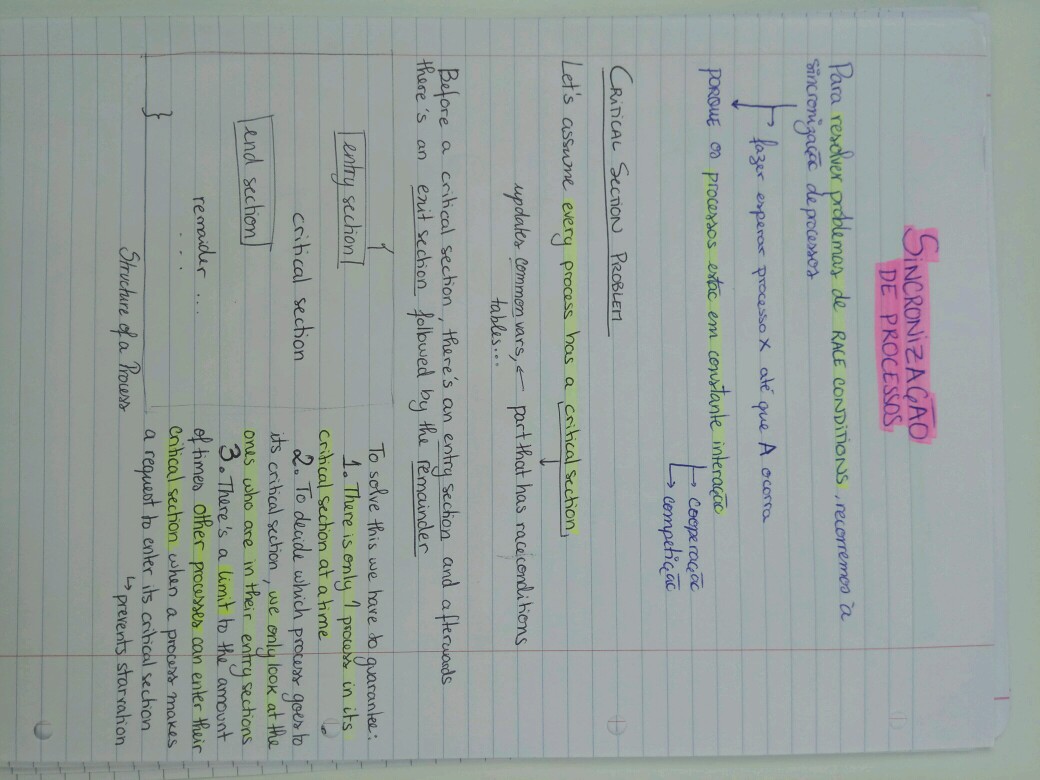 SINCRONIZAÇÃO
DE PROCESSOS
Para resolver problemas de RACE CONDITIONS, recorremos à
sincronização de processos
fazer esperar processo X até que A ocorra
PORQUE os processos estão em constante interação
→ cooperação
→ competição
CRITICAL SECTION PROBLEM
Let's assume every process has a critical section,
updates common vars, ← part that has race conditions
tables...
Before a critical section, there's an entry section and afterwards
there's an exit section followed by the remainder
{
entry section
critical section
end section
remaider ...
...
}
Structure of a Process
To solve this we have to guarantee:
1. There is only 1 process in its
critical section at a time
2. To decide which process goes to
its critical section, we only look at the
ones who are in their entry sections
3. There's a limit to the amount
of times other processes can enter their
critical section when a process makes
a request to enter its critical section
↳ prevents starvation